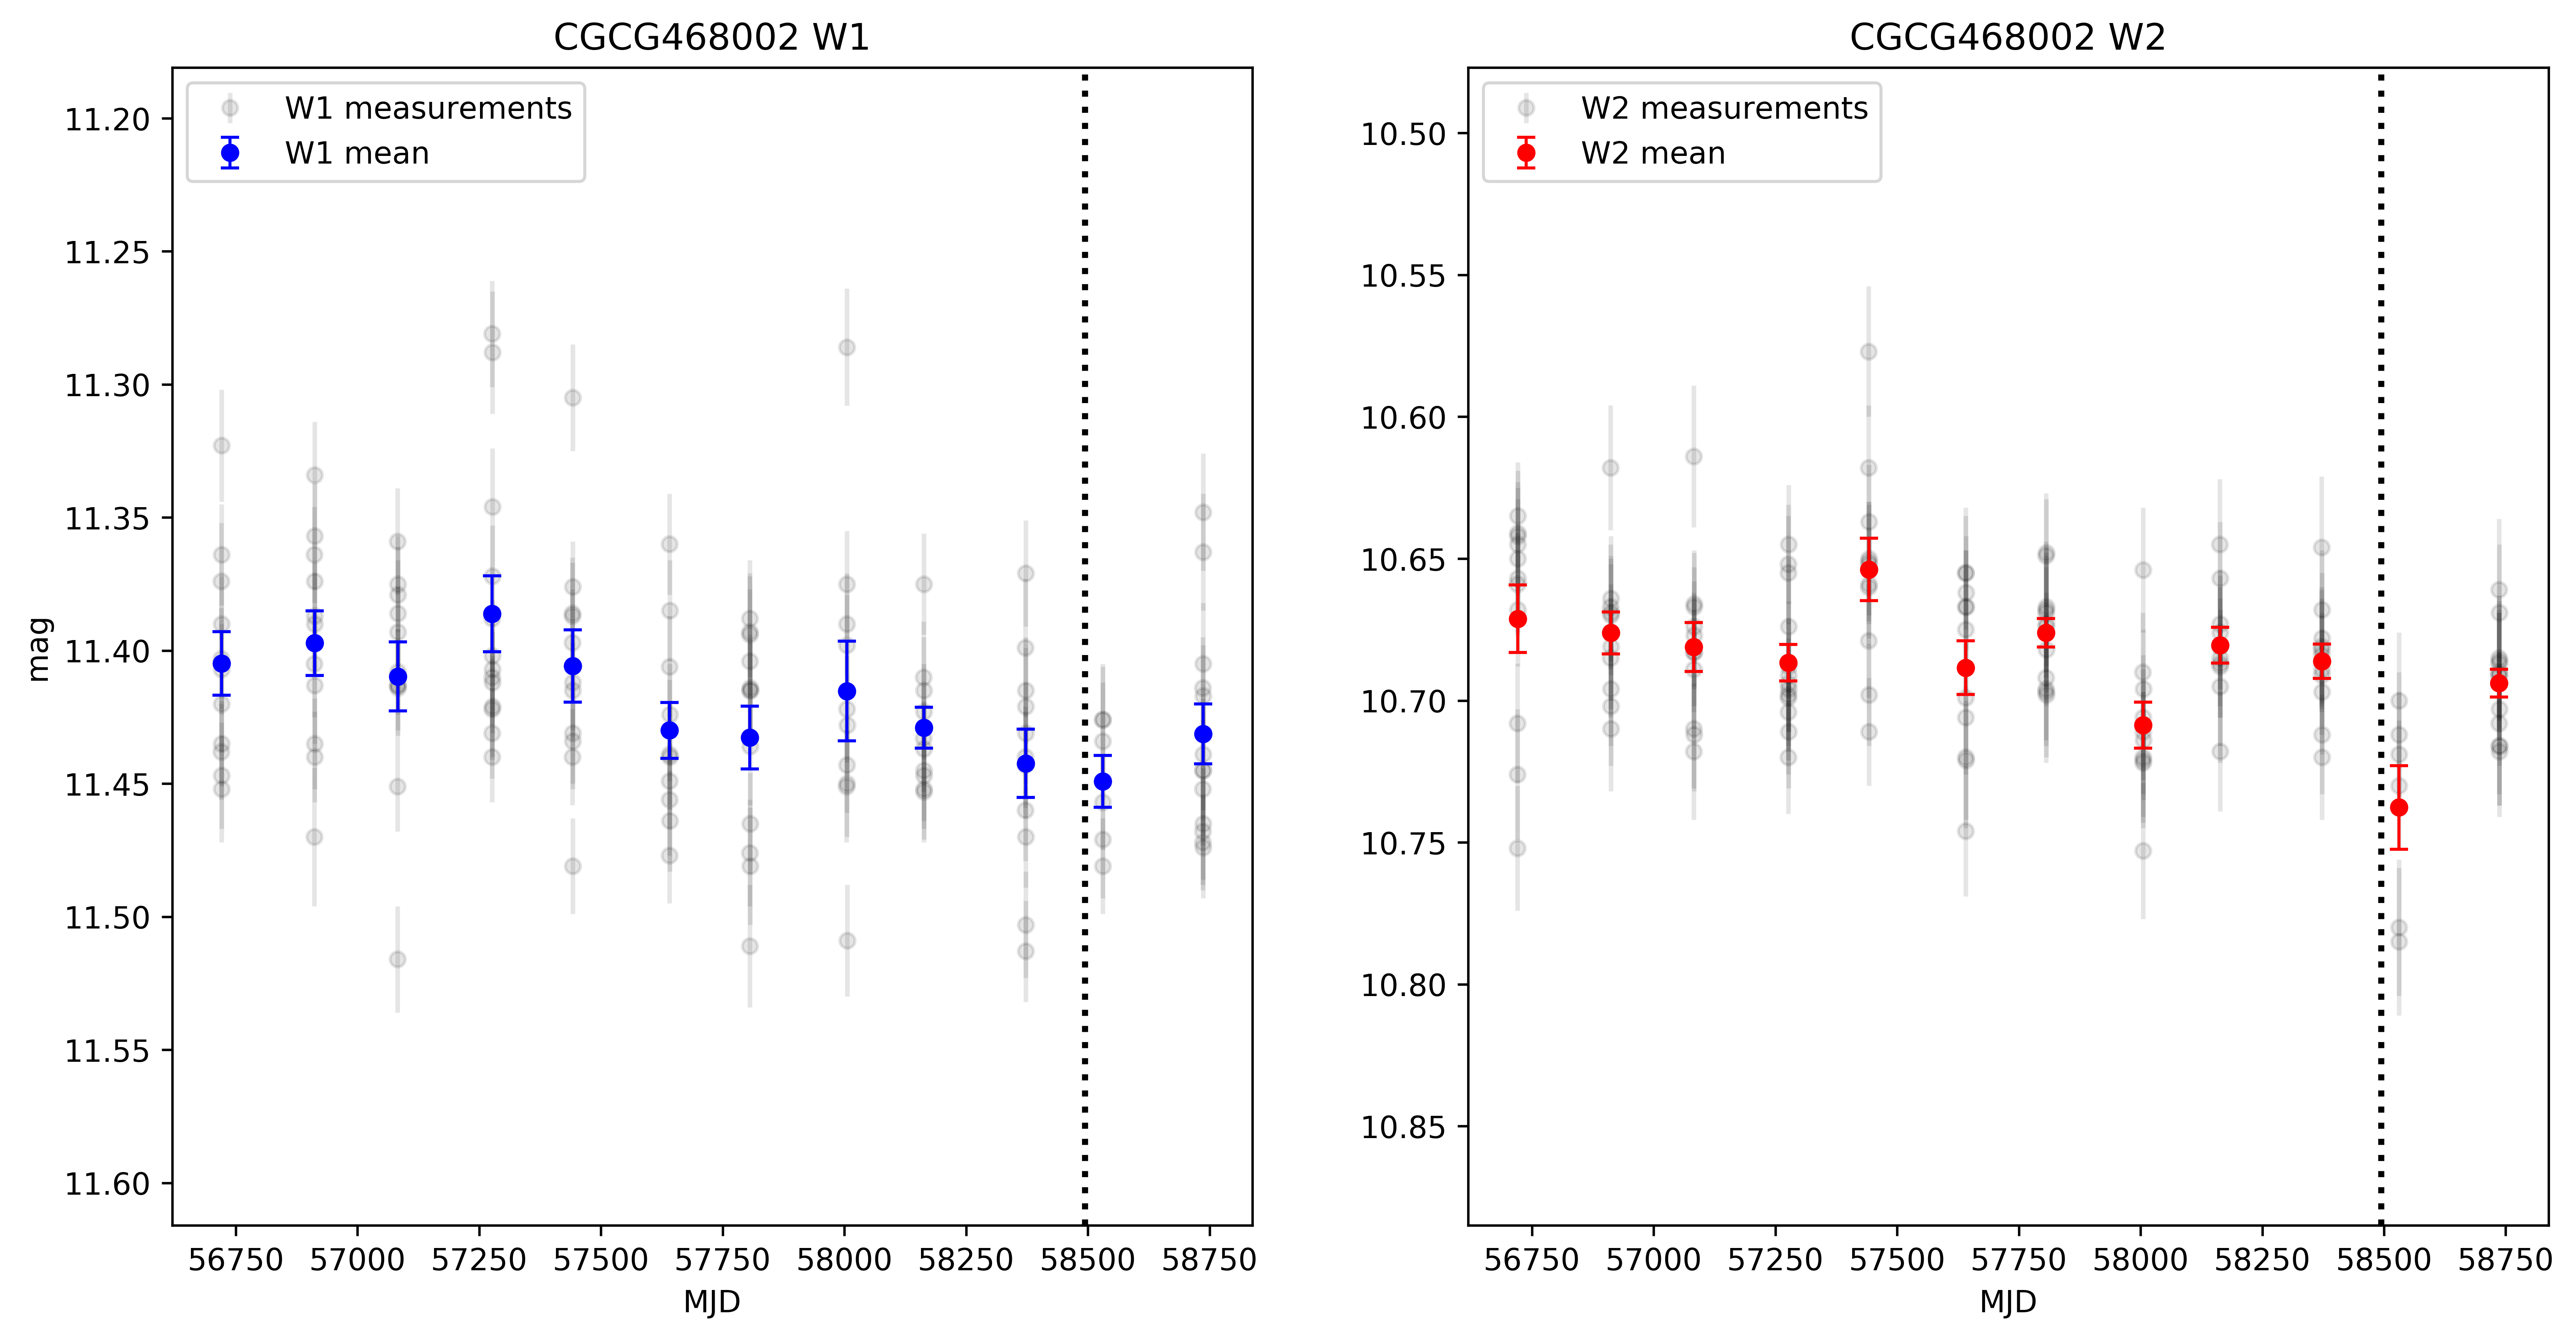 CGCG468002 W1
W1 measurements
W1 mean
mag
11.20
11.25
11.30
11.35
11.40
11.45
11.50
11.55
11.60
56750 57000 57250 57500 57750 58000 58250 58500 58750
MJD
CGCG468002 W2
W2 measurements
W2 mean
10.50
10.55
10.60
10.65
10.70
10.75
10.80
10.85
56750 57000 57250 57500 57750 58000 58250 58500 58750
MJD